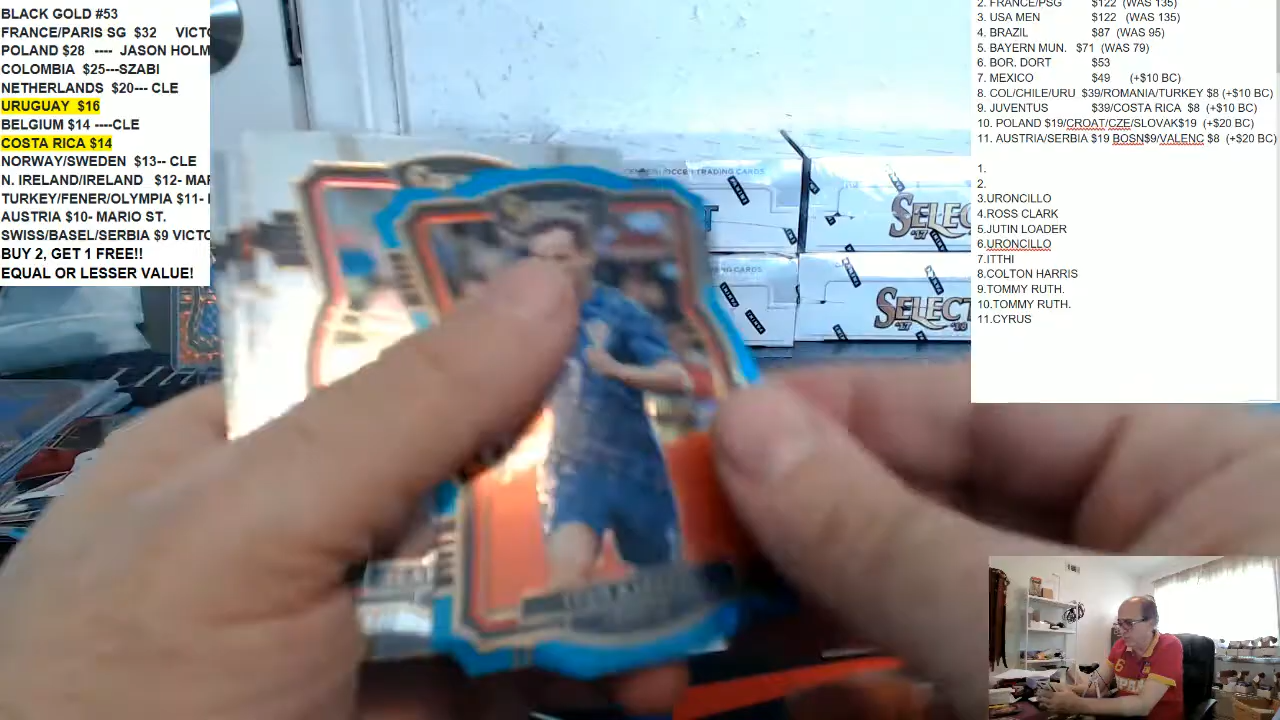 BLACK GOLD #53
FRANCE/PARIS SG $32 VICTO
POLAND $28 ---- JASON HOLM
COLOMBIA $25---SZABI
NETHERLANDS $20--- CLE
URUGUAY $16
BELGIUM $14 ----CLE
COSTA RICA $14
NORWAY/SWEDEN $13-- CLE
N. IRELAND/IRELAND $12- MAR
TURKEY/FENER/OLYMPIA $11-
AUSTRIA $10- MARIO ST.
SWISS/BASEL/SERBIA $9 VICTO
BUY 2, GET 1 FREE!!
EQUAL OR LESSER VALUE!
2. FRANCE/PSG $122 (WAS 135)
3. USA MEN $122 (WAS 135)
4. BRAZIL $87 (WAS 95)
5. BAYERN MUN. $71 (WAS 79)
6. BOR. DORT $53
7. MEXICO $49 (+$10 BC)
8. COL/CHILE/URU $39/ROMANIA/TURKEY $8 (+$10 BC)
9. JUVENTUS $39/COSTA RICA $8 (+$10 BC)
10. POLAND $19/CROAT/CZE/SLOVAK$19 (+$20 BC)
11. AUSTRIA/SERBIA $19 BOSN$9/VALENC $8 (+$20 BC)
1.
2.
3.URONCILLO
4.ROSS CLARK
5.JUTIN LOADER
6.URONCILLO
7.ITTHI
8.COLTON HARRIS
9.TOMMY RUTH.
10.TOMMY RUTH.
11.CYRUS
TRADING CARDS
SELECT
'17 '18